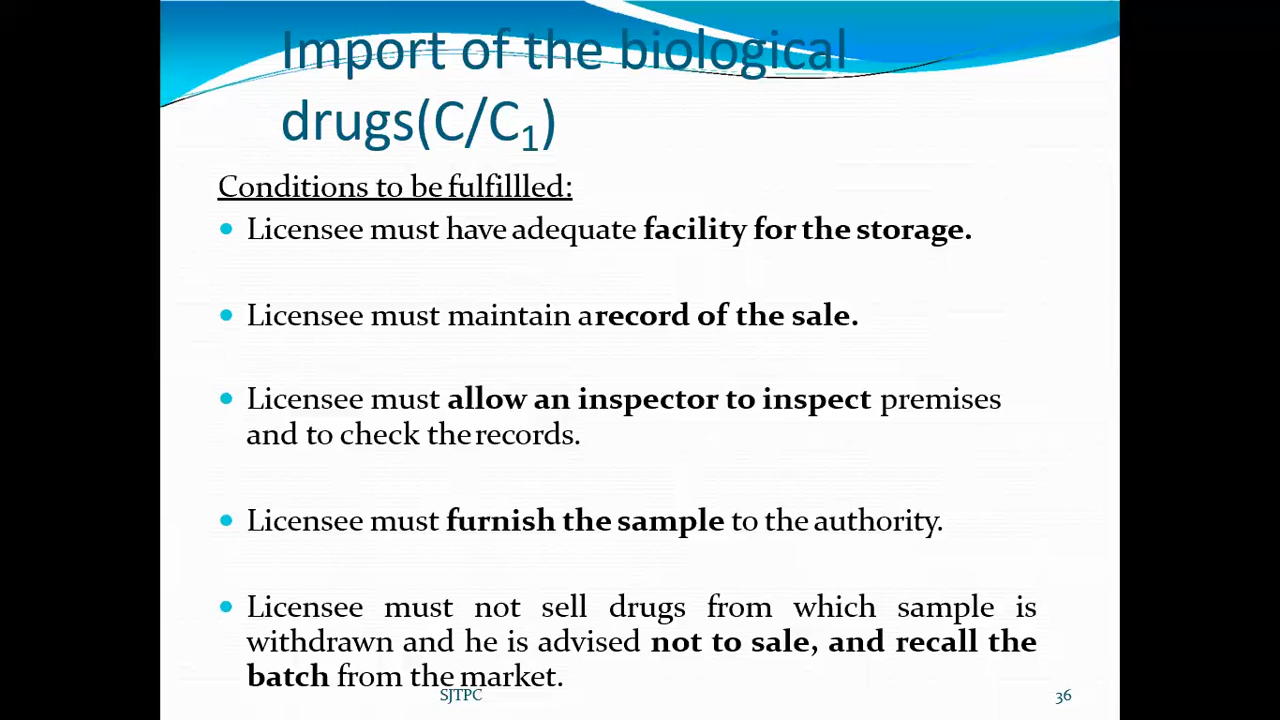 Import of the biological
drugs(C/C₁)
Conditions to be fulfillled:
• Licensee must have adequate facility for the storage.
• Licensee must maintain a record of the sale.
• Licensee must allow an inspector to inspect premises
and to check the records.
• Licensee must furnish the sample to the authority.
• Licensee must not sell drugs from which sample is
withdrawn and he is advised not to sale, and recall the
batch from the market.
SJTPC
36